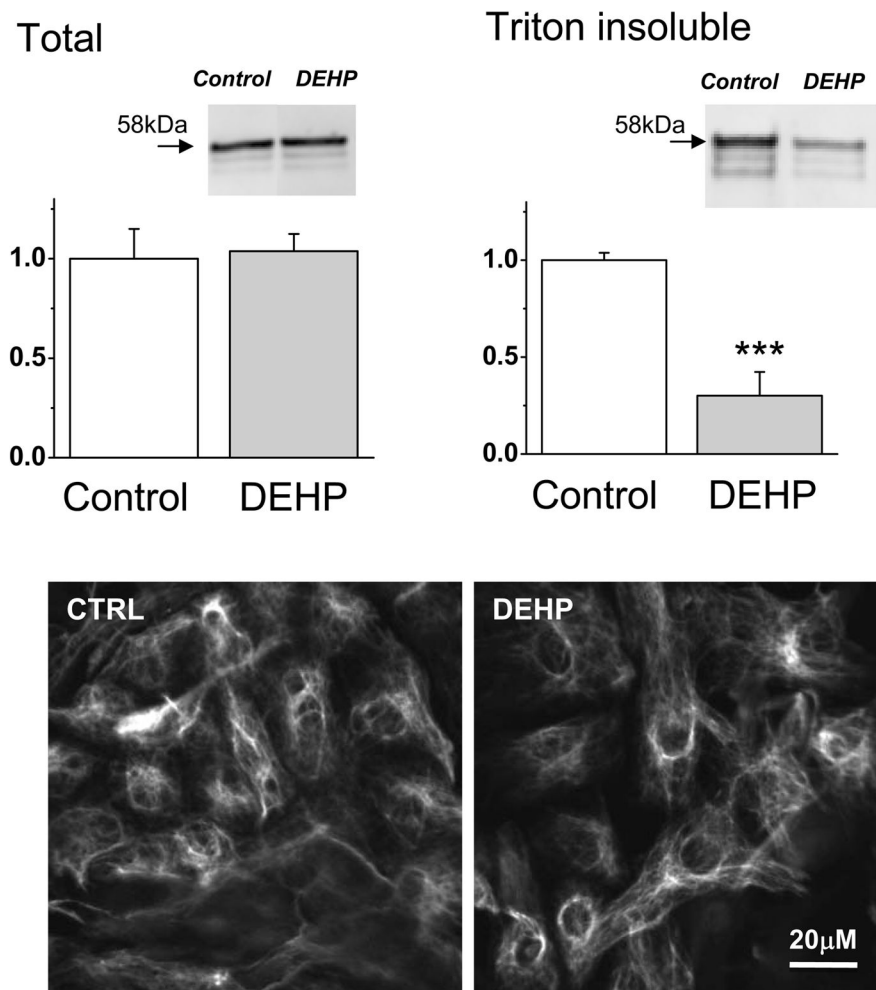 Total
Control DEHP
58kDa
1.0
0.5
0.0
Control DEHP
Triton insoluble
Control DEHP
58kDa
1.0
0.5
0.0
***
Control DEHP
CTRL
DEHP
20μM